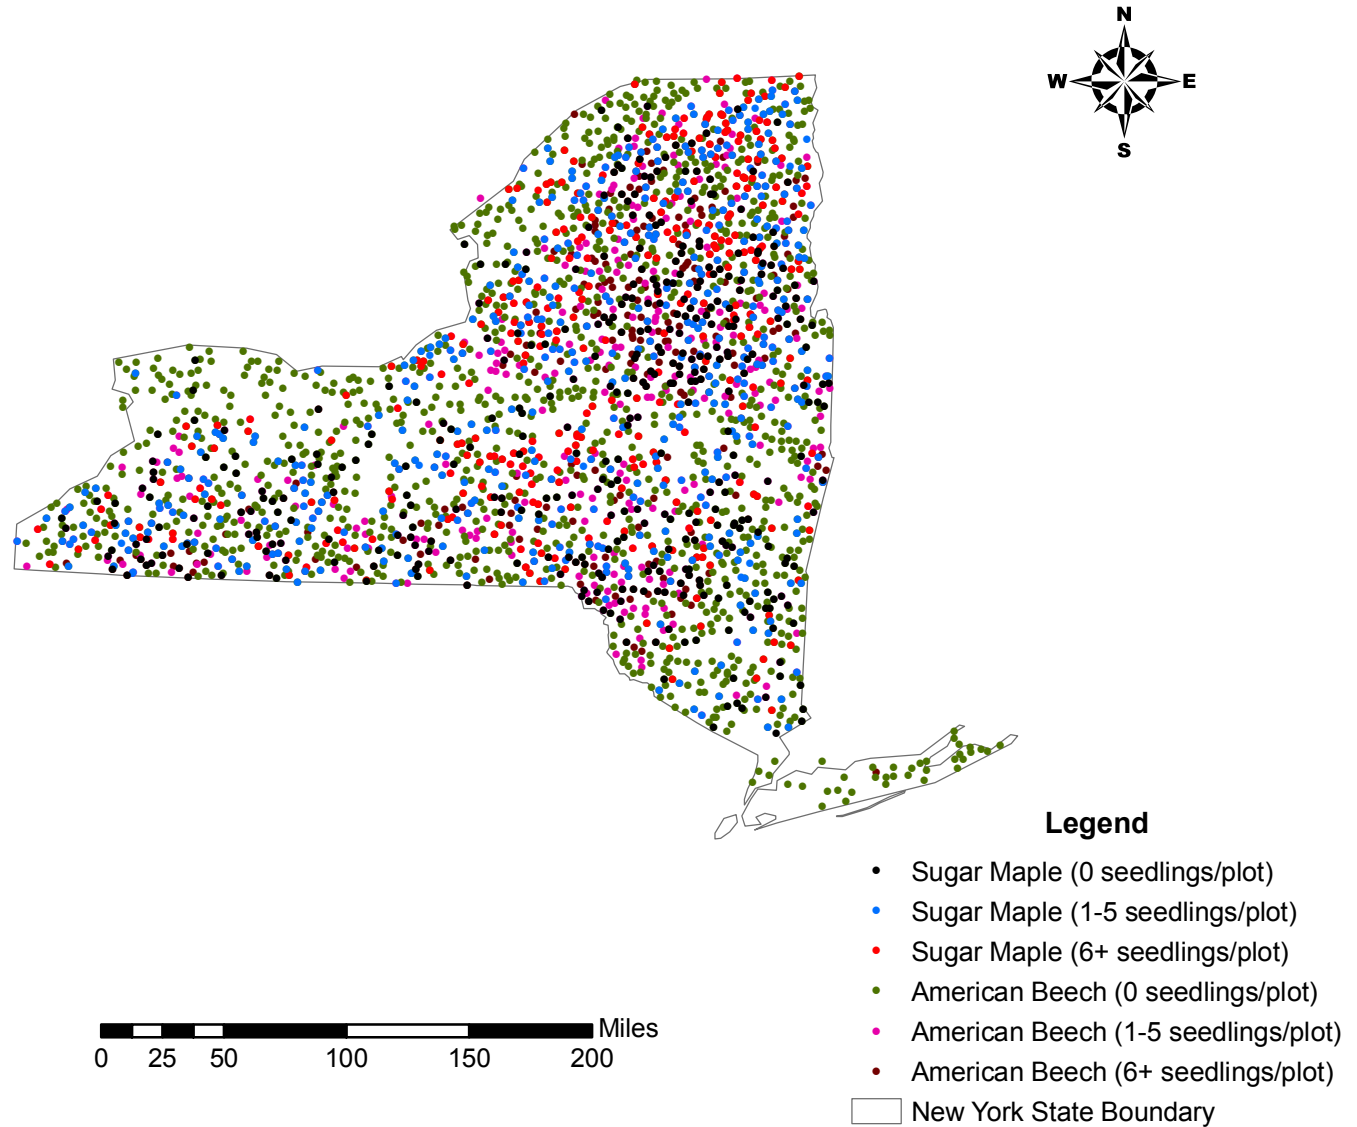 N
W E
S
Legend
Sugar Maple (0 seedlings/plot)
Sugar Maple (1-5 seedlings/plot)
Sugar Maple (6+ seedlings/plot)
American Beech (0 seedlings/plot)
American Beech (1-5 seedlings/plot)
American Beech (6+ seedlings/plot)
New York State Boundary
Miles
0 25 50 100 150 200